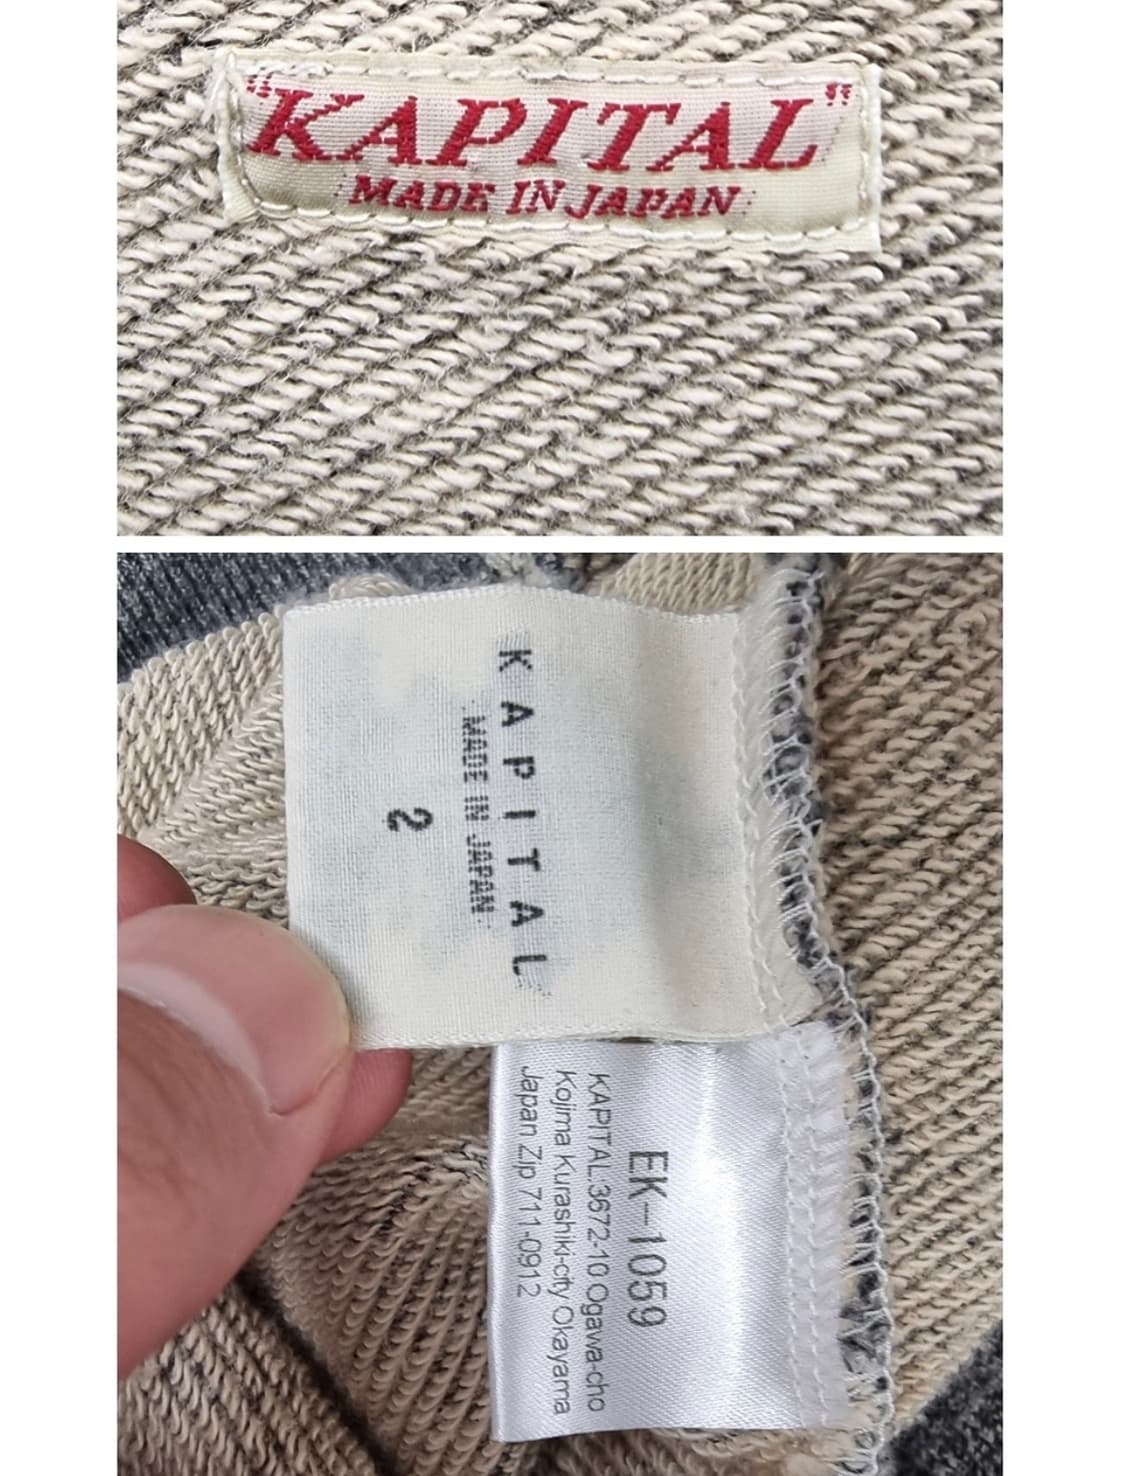 "KAPITAL"
MADE IN JAPAN
KAPITAL
MADE IN JAPAN
2
EK-1059
KAPITAL.3672-10 Ogawa-cho
Kojima Kurashiki-city Okayama
Japan Zip 711-0912